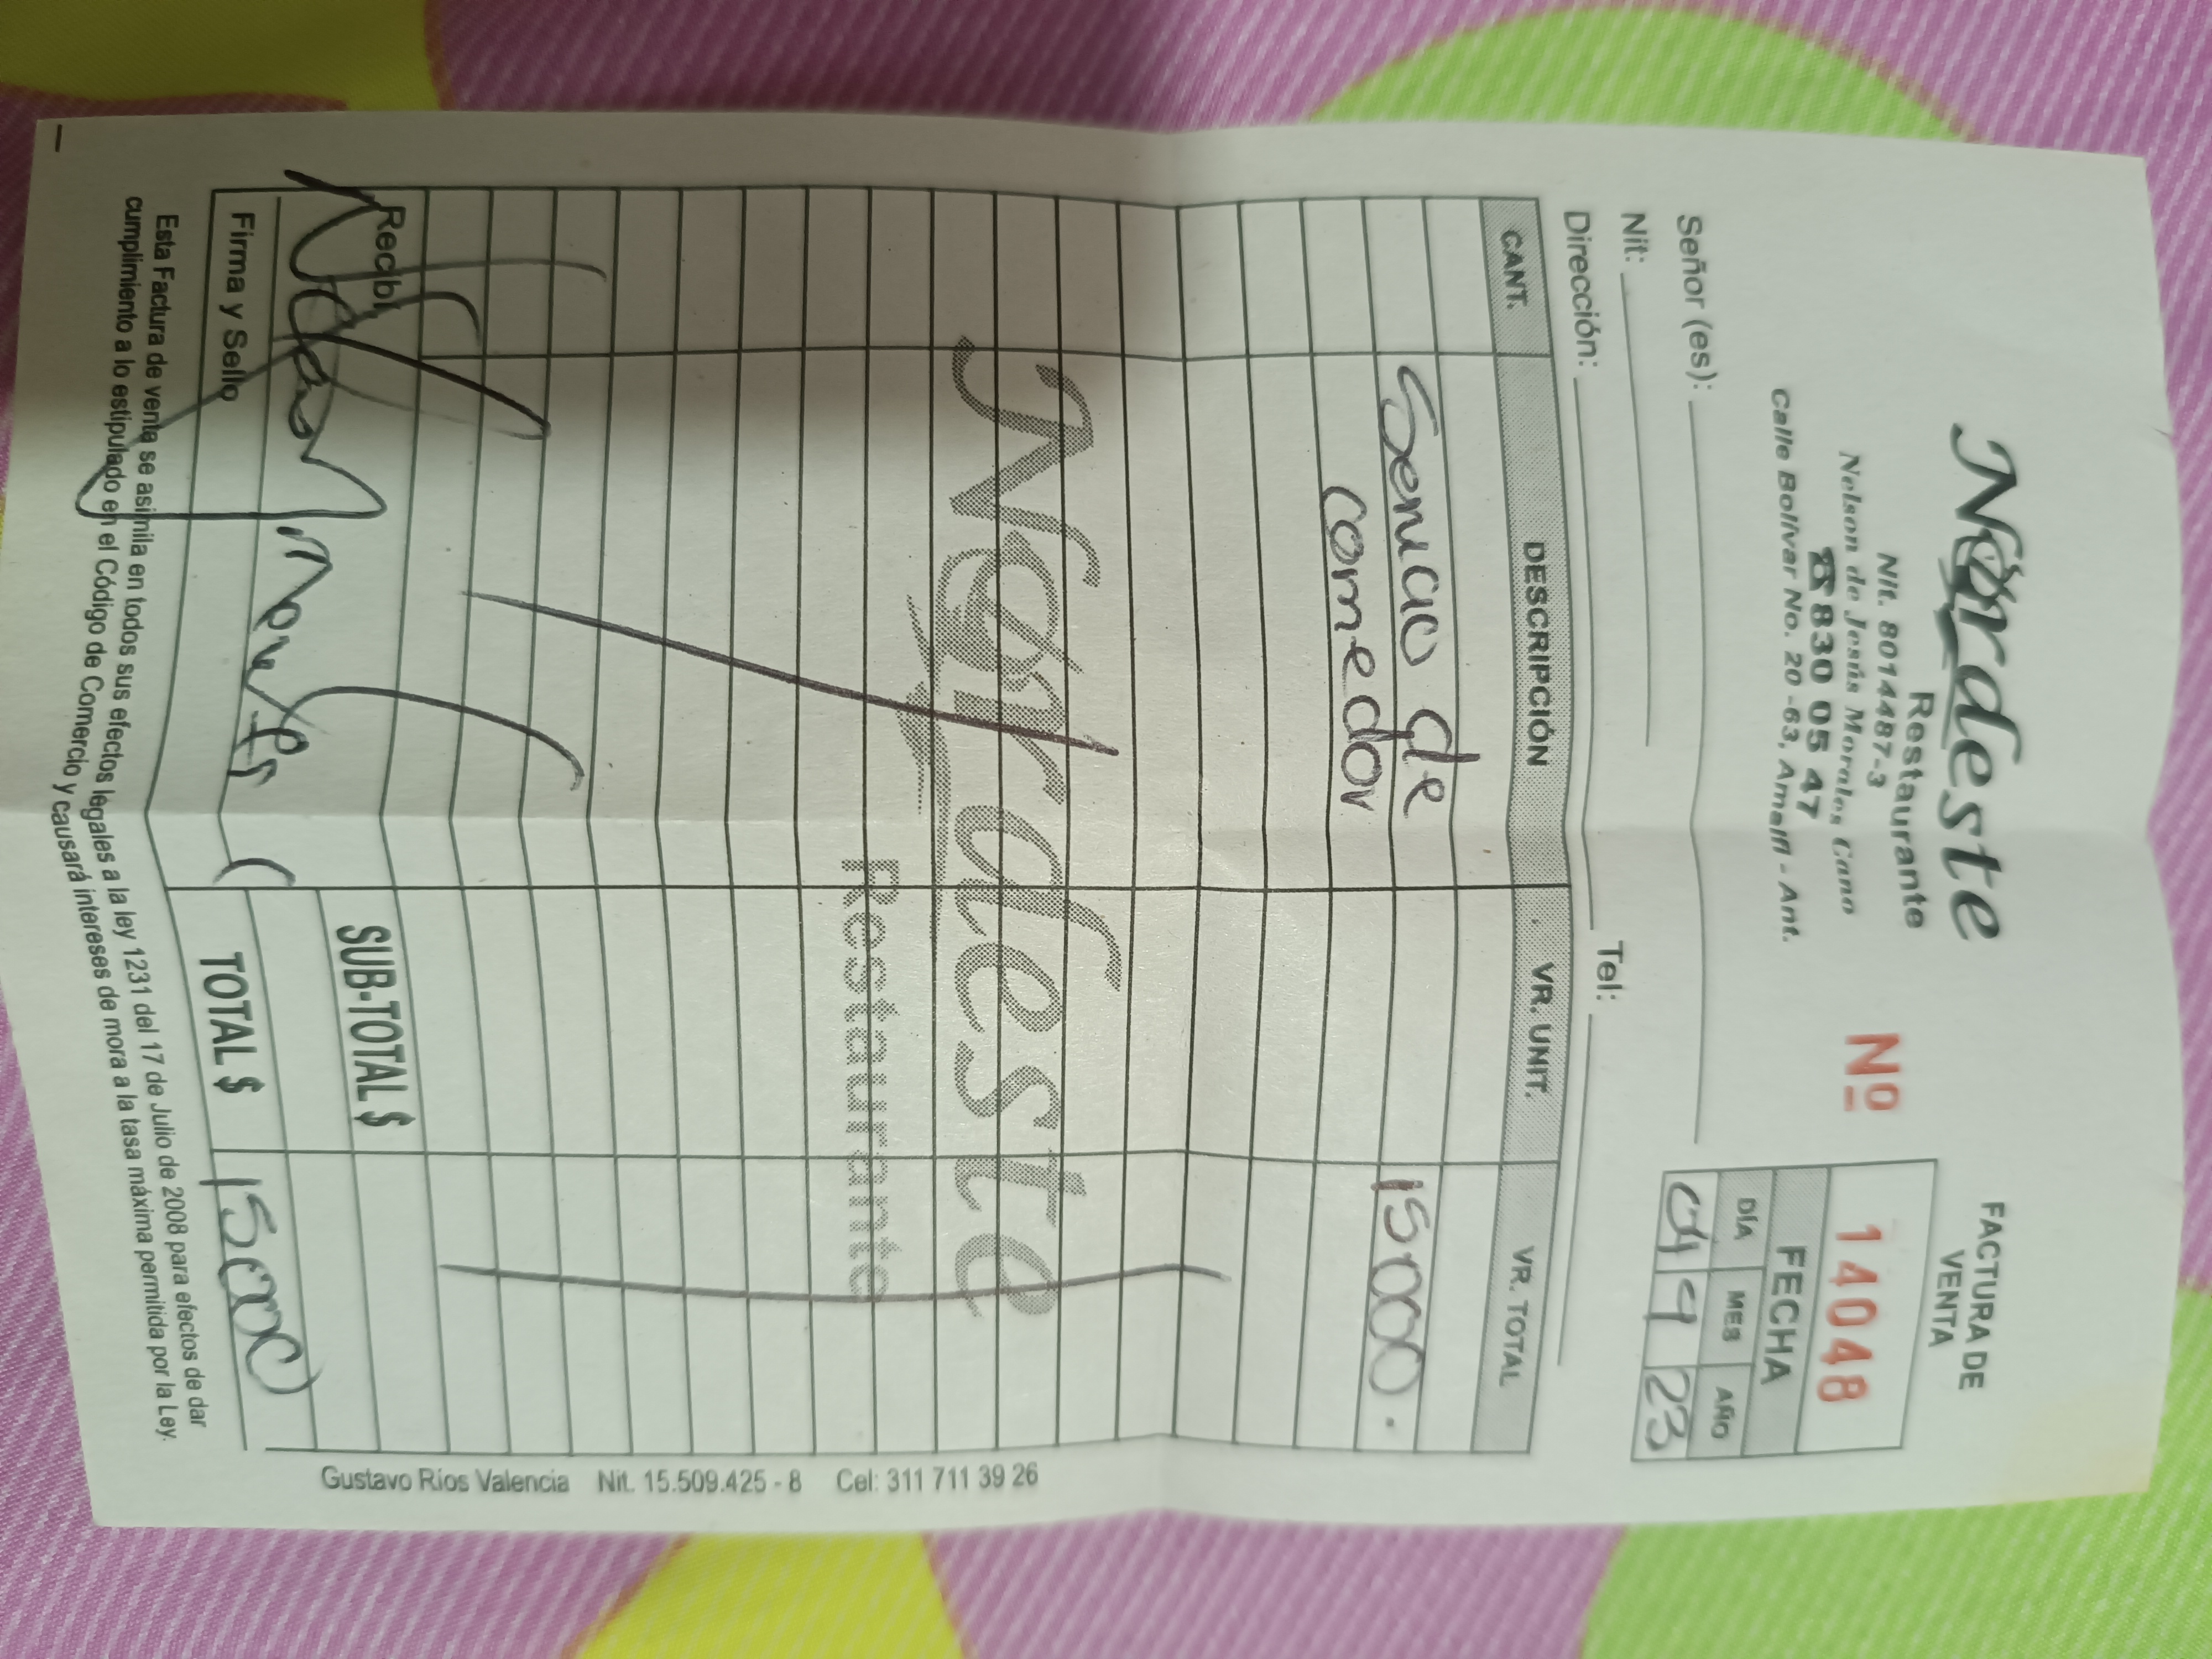 Nordeste
Restaurante
Nit. 8014487-3
Nelson de Jesús Morales Cano
☎ 830 05 47
Calle Bolívar No. 20 -63, Amalfi - Ant.
FACTURA DE
VENTA
Nº 14048
FECHA
DÍA MES AÑO
04 9 23
Señor (es):
Nit:
Dirección: Tel:
CANT. DESCRIPCIÓN VR. UNIT. VR. TOTAL
Servicio de 15000.
comedor
Nordeste
Restaurante
Recibí
SUB-TOTAL $
Firma y Sello
TOTAL $ 15000
Esta Factura de venta se asimila en todos sus efectos legales a la ley 1231 del 17 de Julio de 2008 para efectos de dar
cumplimiento a lo estipulado en el Código de Comercio y causará intereses de mora a la tasa máxima permitida por la Ley.
Gustavo Ríos Valencia Nit. 15.509.425 - 8 Cel: 311 711 39 26